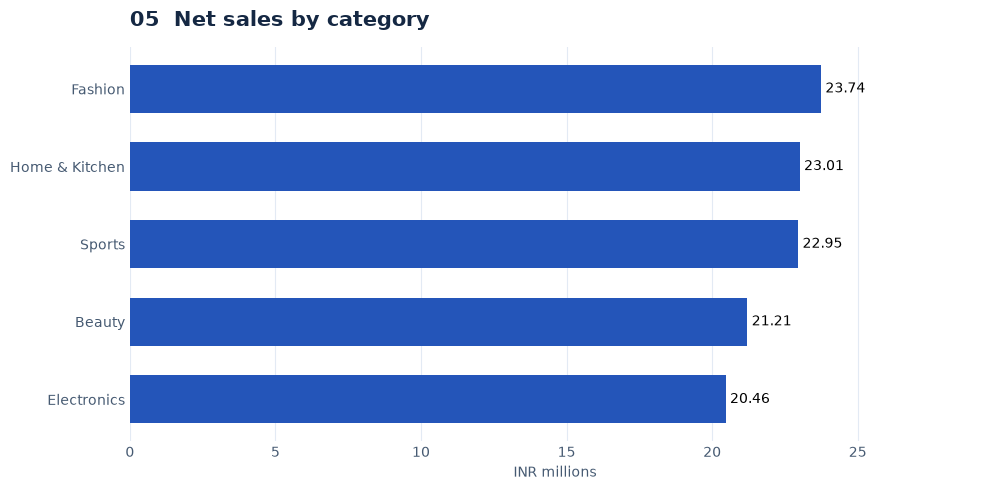 05  Net sales by category
Fashion 23.74
Home & Kitchen 23.01
Sports 22.95
Beauty 21.21
Electronics 20.46
0 5 10 15 20 25
INR millions